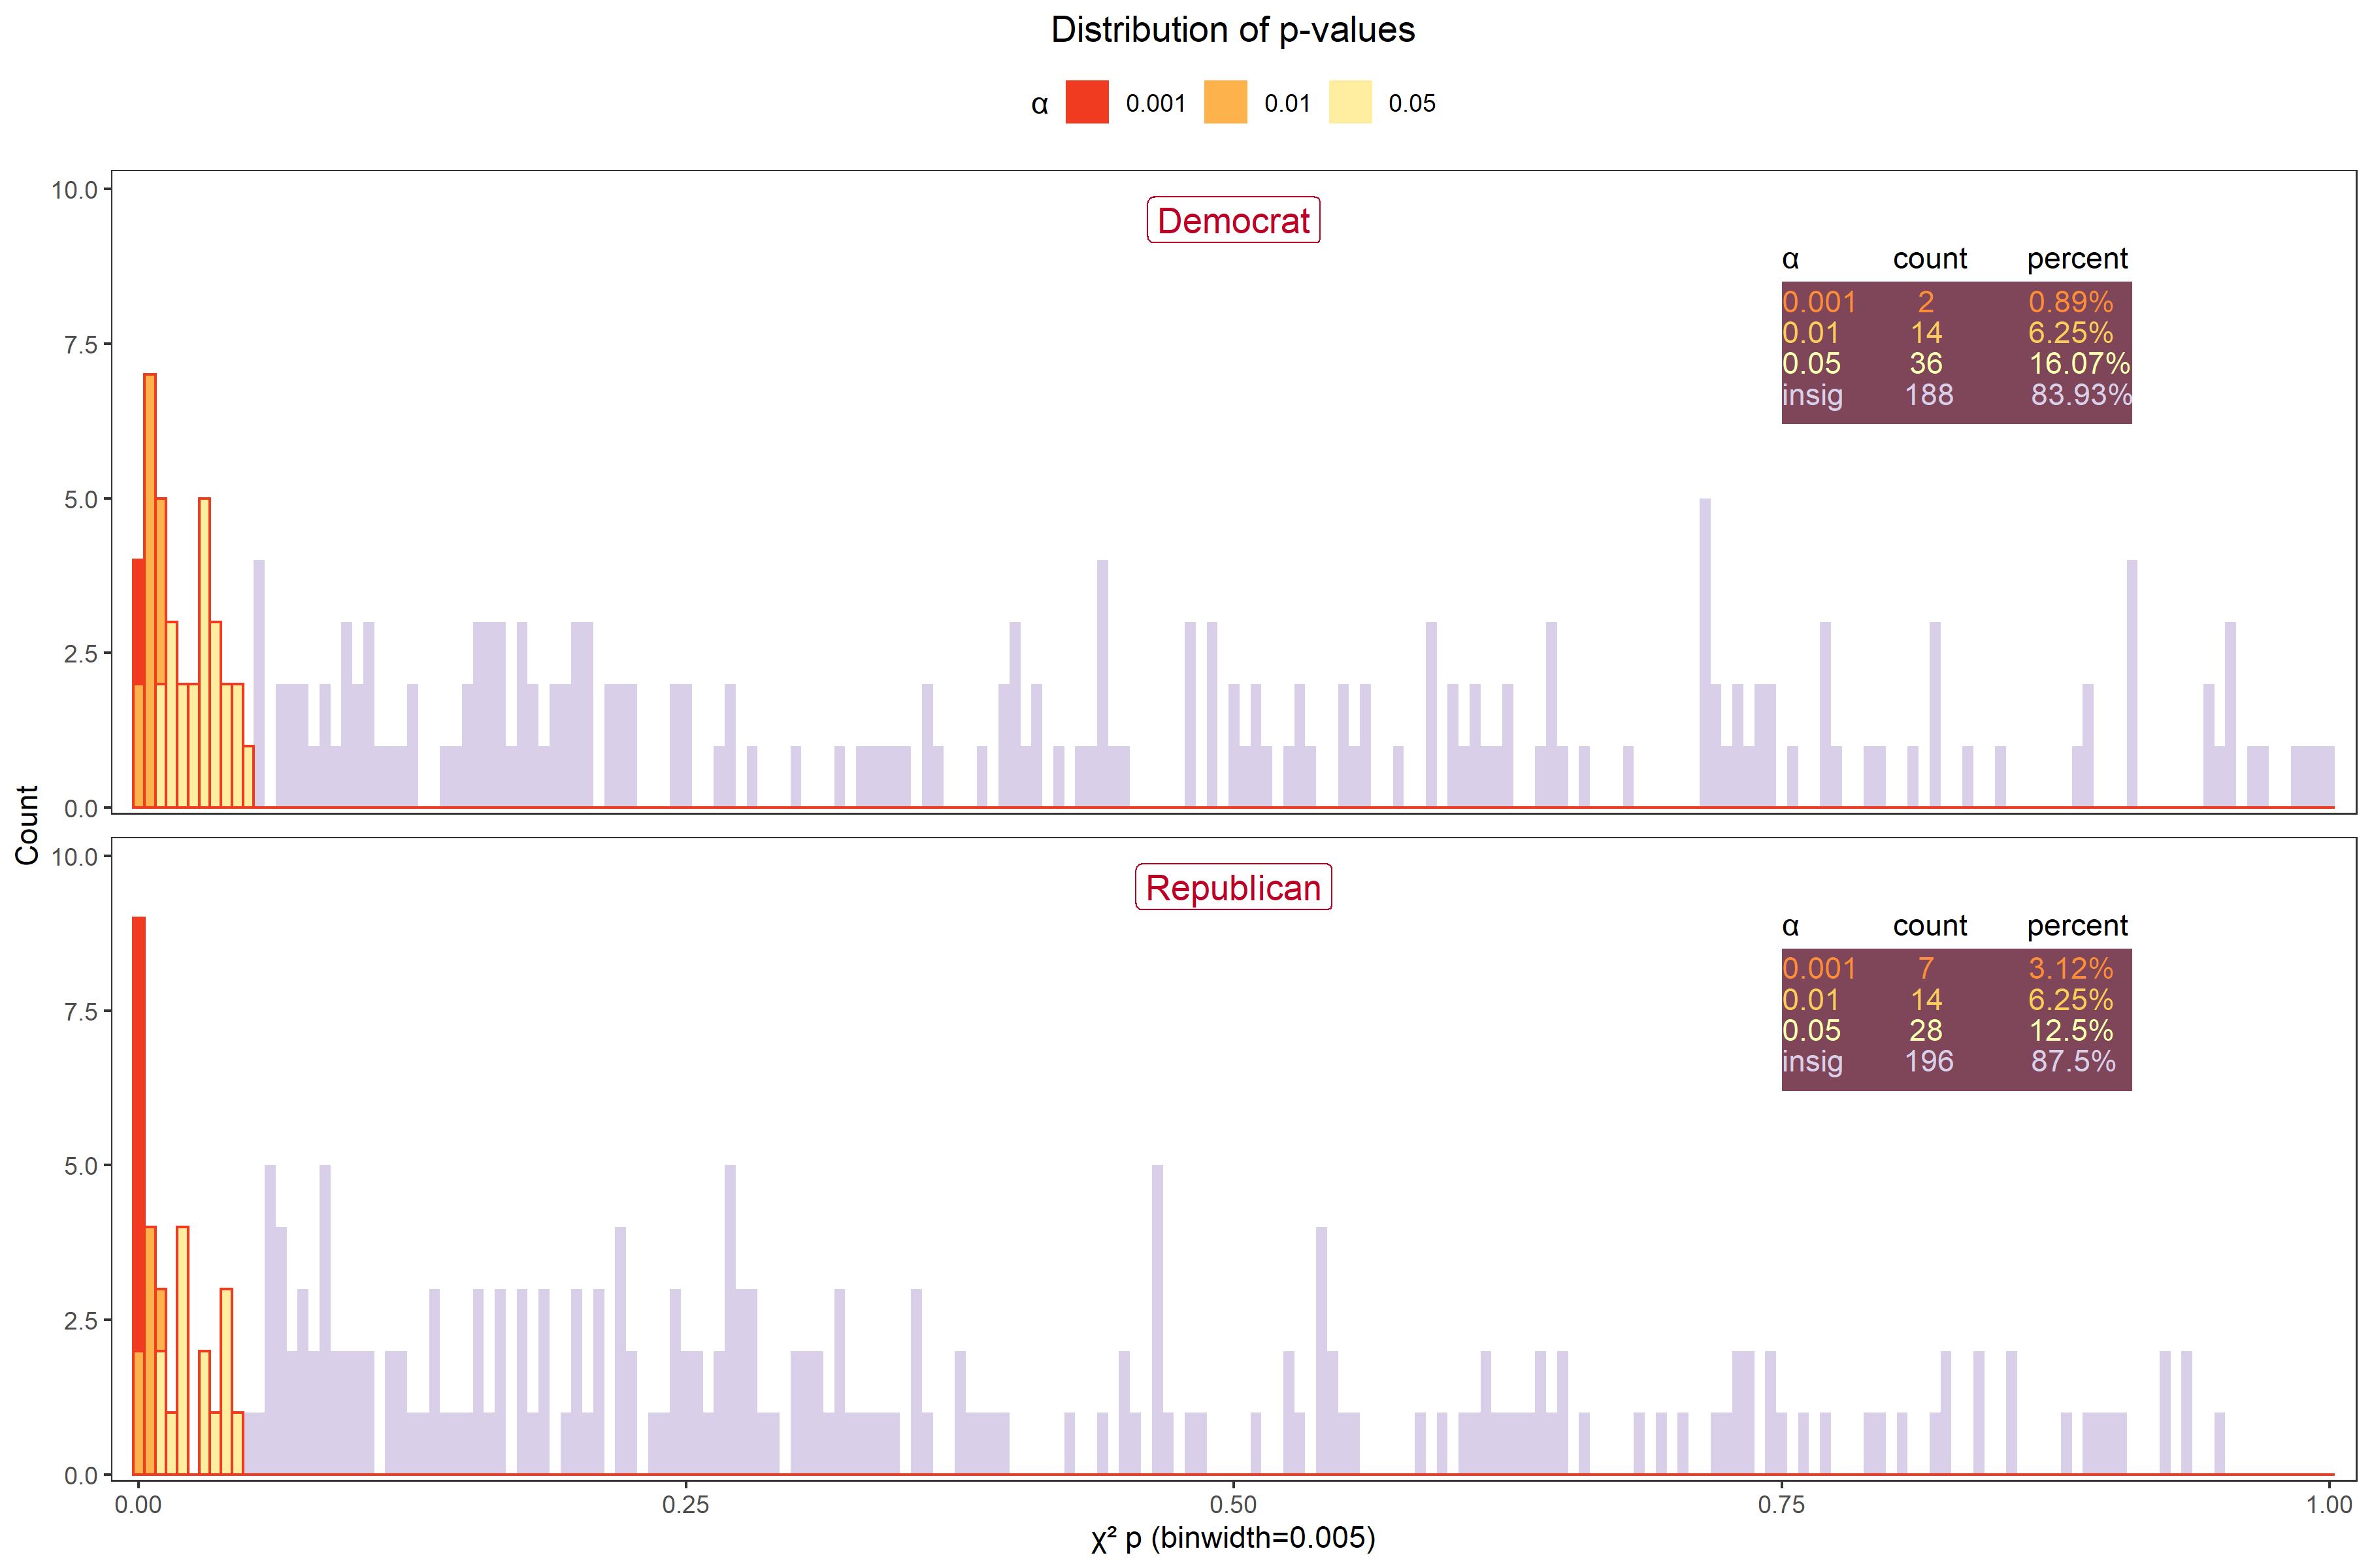 Distribution of p-values
α 0.001 0.01 0.05
Count
10.0
7.5
5.0
2.5
0.0
Democrat
α count percent
0.001 2 0.89%
0.01 14 6.25%
0.05 36 16.07%
insig 188 83.93%
10.0
7.5
5.0
2.5
0.0
Republican
α count percent
0.001 7 3.12%
0.01 14 6.25%
0.05 28 12.5%
insig 196 87.5%
0.00 0.25 0.50 0.75 1.00
χ² p (binwidth=0.005)